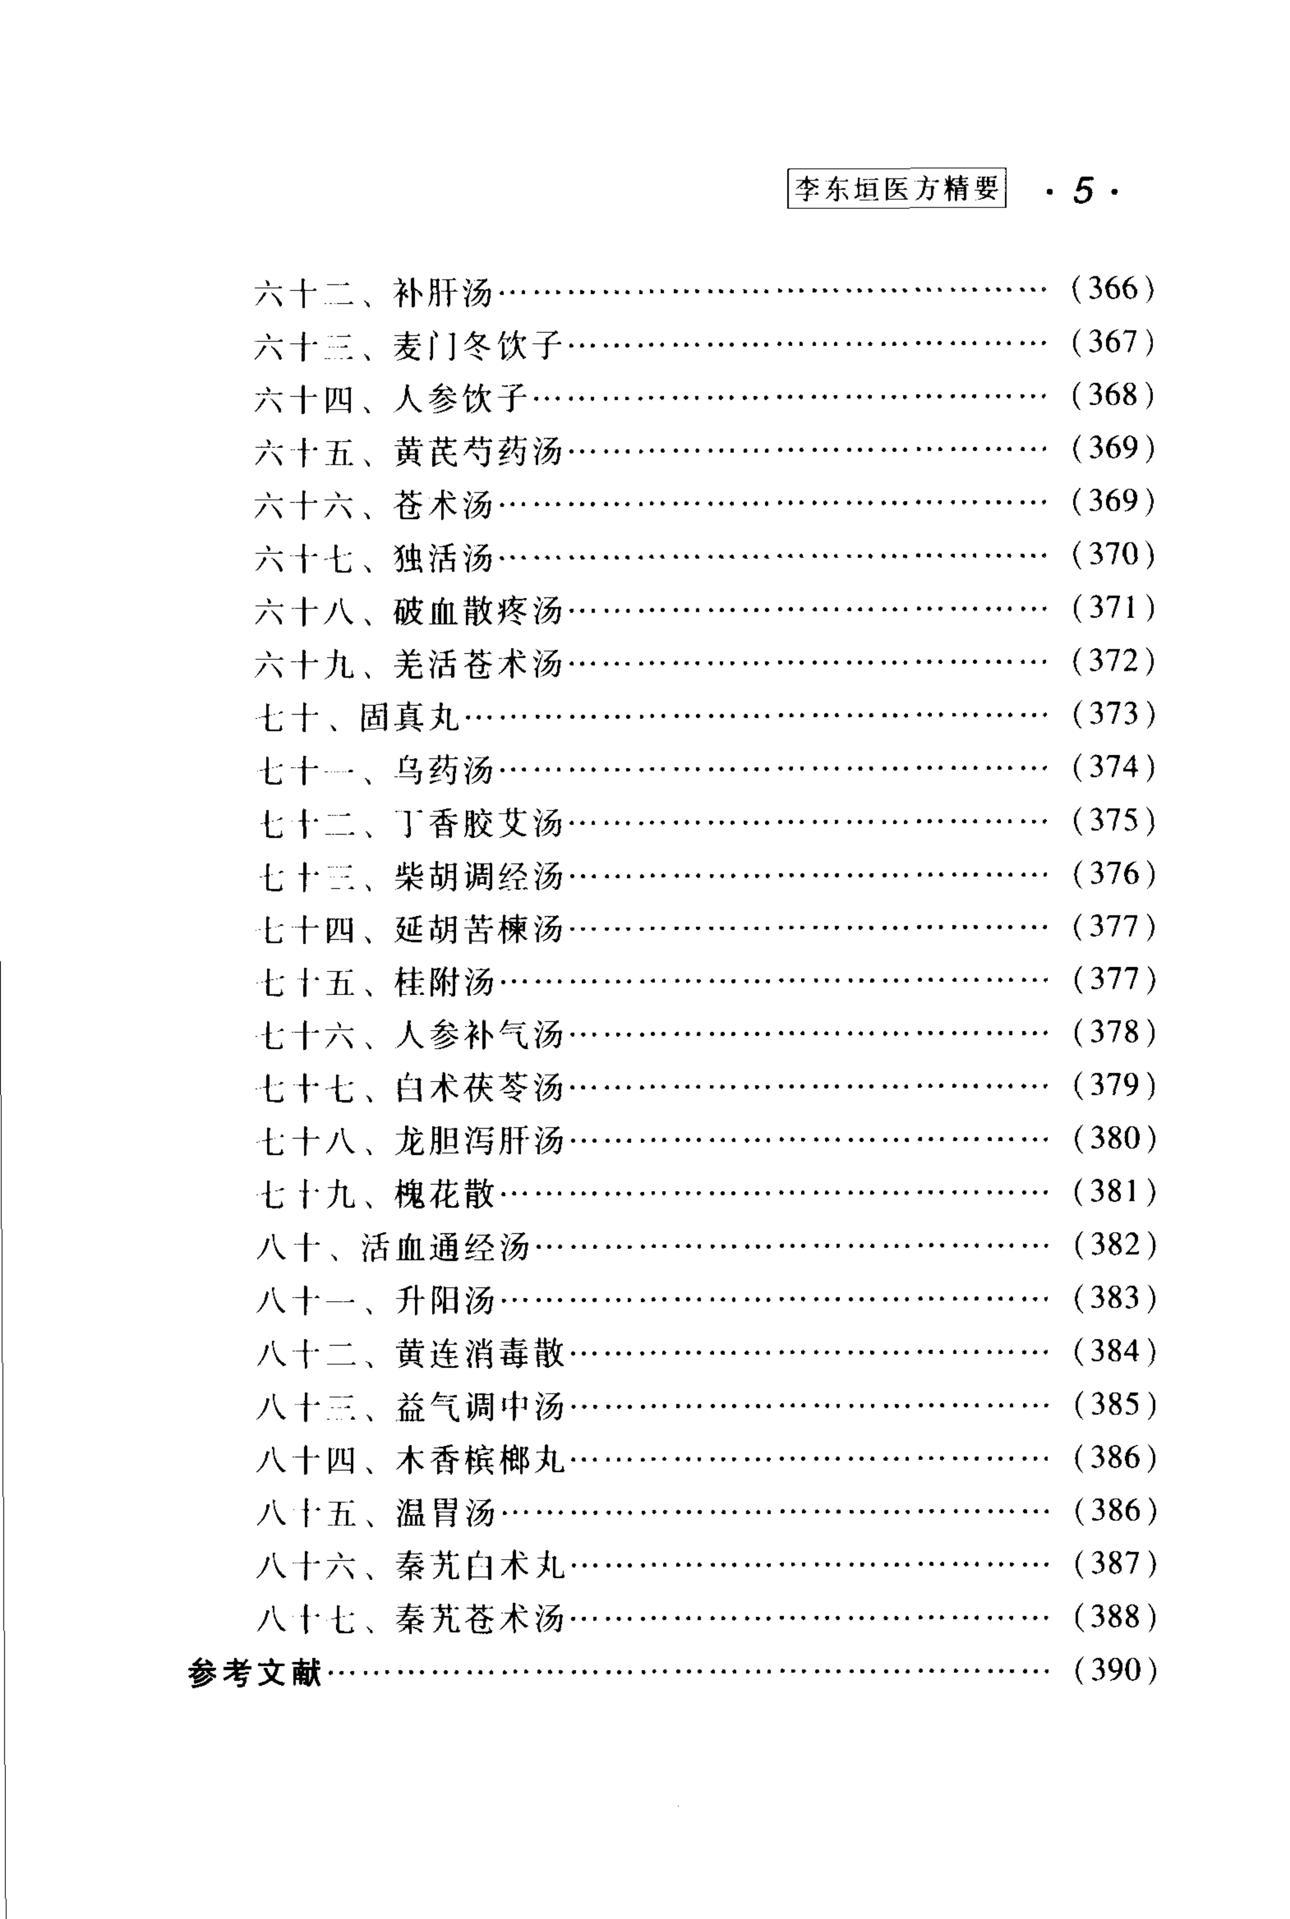 李东垣医方精要 · 5 ·
六十二、补肝汤…………………………………………… (366)
六十三、麦门冬饮子……………………………………… (367)
六十四、人参饮子………………………………………… (368)
六十五、黄芪芍药汤……………………………………… (369)
六十六、苍术汤…………………………………………… (369)
六十七、独活汤…………………………………………… (370)
六十八、破血散疼汤……………………………………… (371)
六十九、羌活苍术汤……………………………………… (372)
七十、固真丸……………………………………………… (373)
七十一、乌药汤…………………………………………… (374)
七十二、丁香胶艾汤……………………………………… (375)
七十三、柴胡调经汤……………………………………… (376)
七十四、延胡苦楝汤……………………………………… (377)
七十五、桂附汤…………………………………………… (377)
七十六、人参补气汤……………………………………… (378)
七十七、白术茯苓汤……………………………………… (379)
七十八、龙胆泻肝汤……………………………………… (380)
七十九、槐花散…………………………………………… (381)
八十、活血通经汤………………………………………… (382)
八十一、升阳汤…………………………………………… (383)
八十二、黄连消毒散……………………………………… (384)
八十三、益气调中汤……………………………………… (385)
八十四、木香槟榔丸……………………………………… (386)
八十五、温胃汤…………………………………………… (386)
八十六、秦艽白术丸……………………………………… (387)
八十七、秦艽苍术汤……………………………………… (388)
参考文献…………………………………………………… (390)